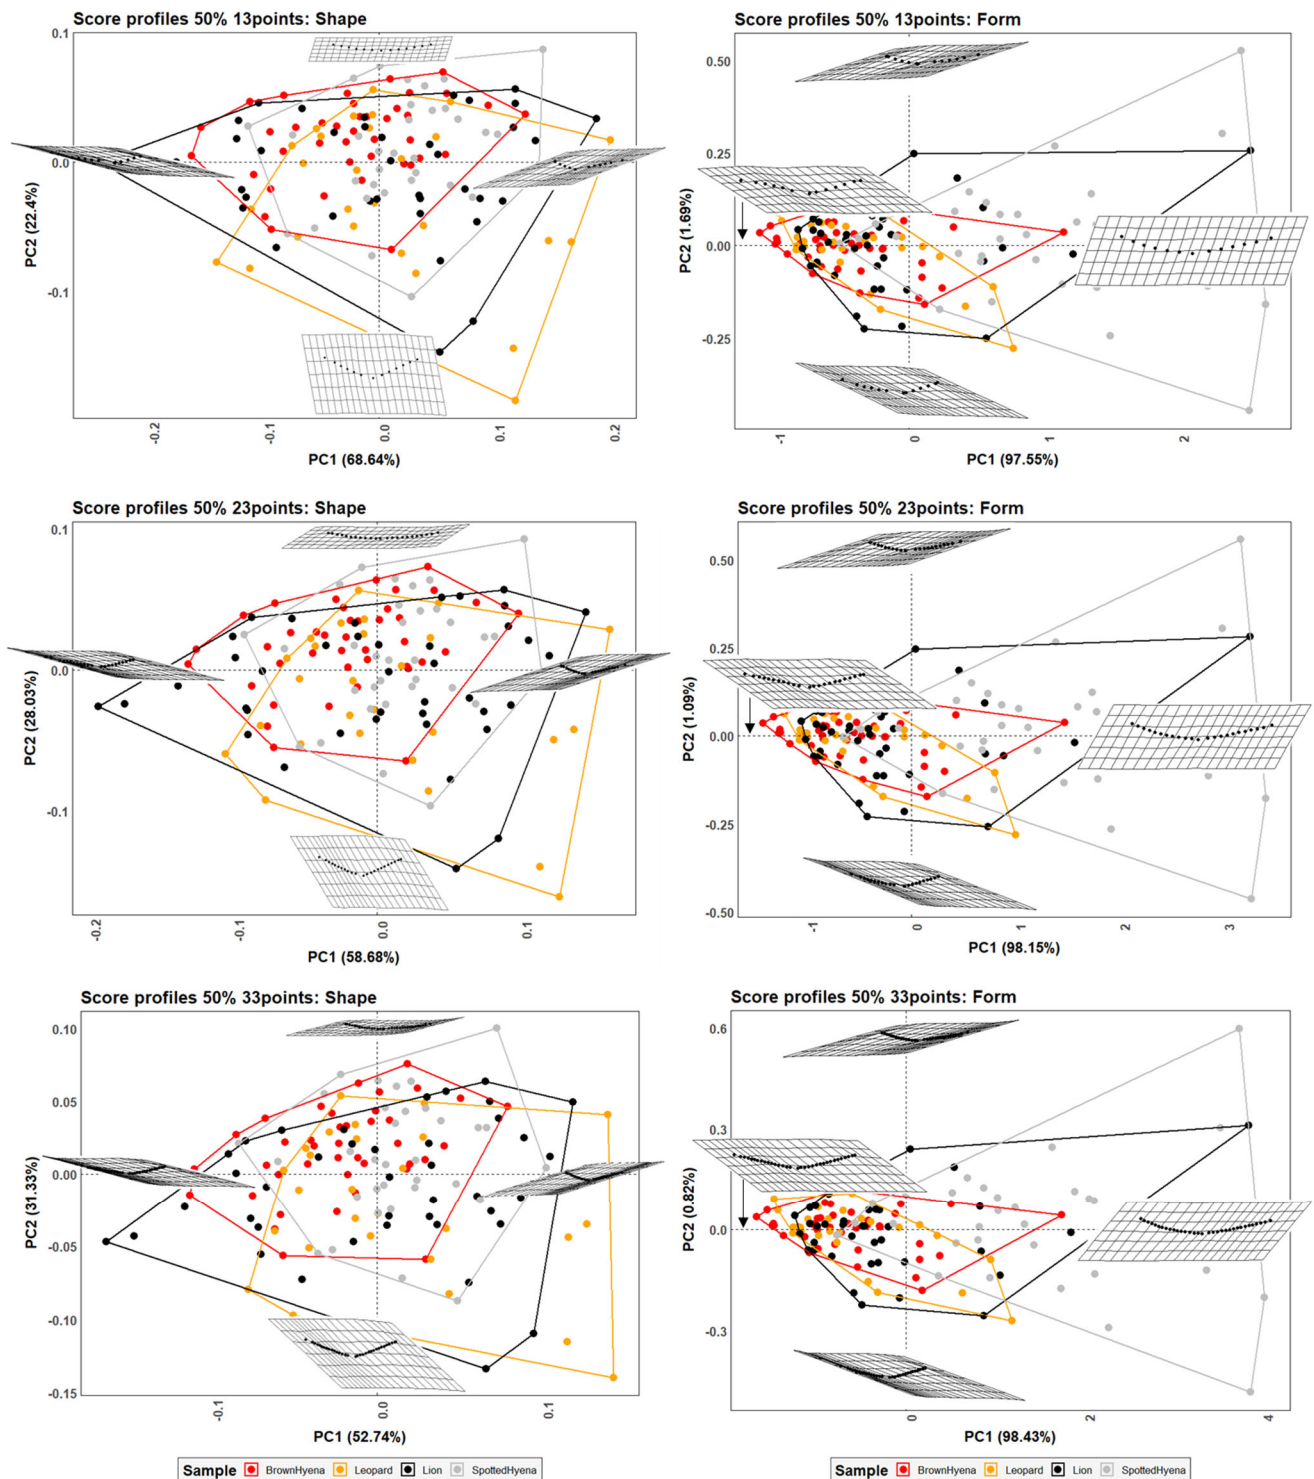 Score profiles 50% 13points: Shape
0.1
0.0
-0.1
PC2 (22.4%)
-0.2
-0.1
0.0
0.1
0.2
PC1 (68.64%)
Score profiles 50% 13points: Form
0.50
0.25
0.00
-0.25
PC2 (1.69%)
-1
0
1
2
PC1 (97.55%)
Score profiles 50% 23points: Shape
0.1
0.0
-0.1
PC2 (28.03%)
-0.2
-0.1
0.0
0.1
PC1 (58.68%)
Score profiles 50% 23points: Form
0.50
0.25
0.00
-0.25
-0.50
PC2 (1.09%)
-1
0
1
2
3
PC1 (98.15%)
Score profiles 50% 33points: Shape
0.10
0.05
0.00
-0.05
-0.10
-0.15
PC2 (31.33%)
-0.1
0.0
0.1
PC1 (52.74%)
Score profiles 50% 33points: Form
0.6
0.3
0.0
-0.3
PC2 (0.82%)
0
2
4
PC1 (98.43%)
Sample BrownHyena Leopard Lion SpottedHyena
Sample BrownHyena Leopard Lion SpottedHyena